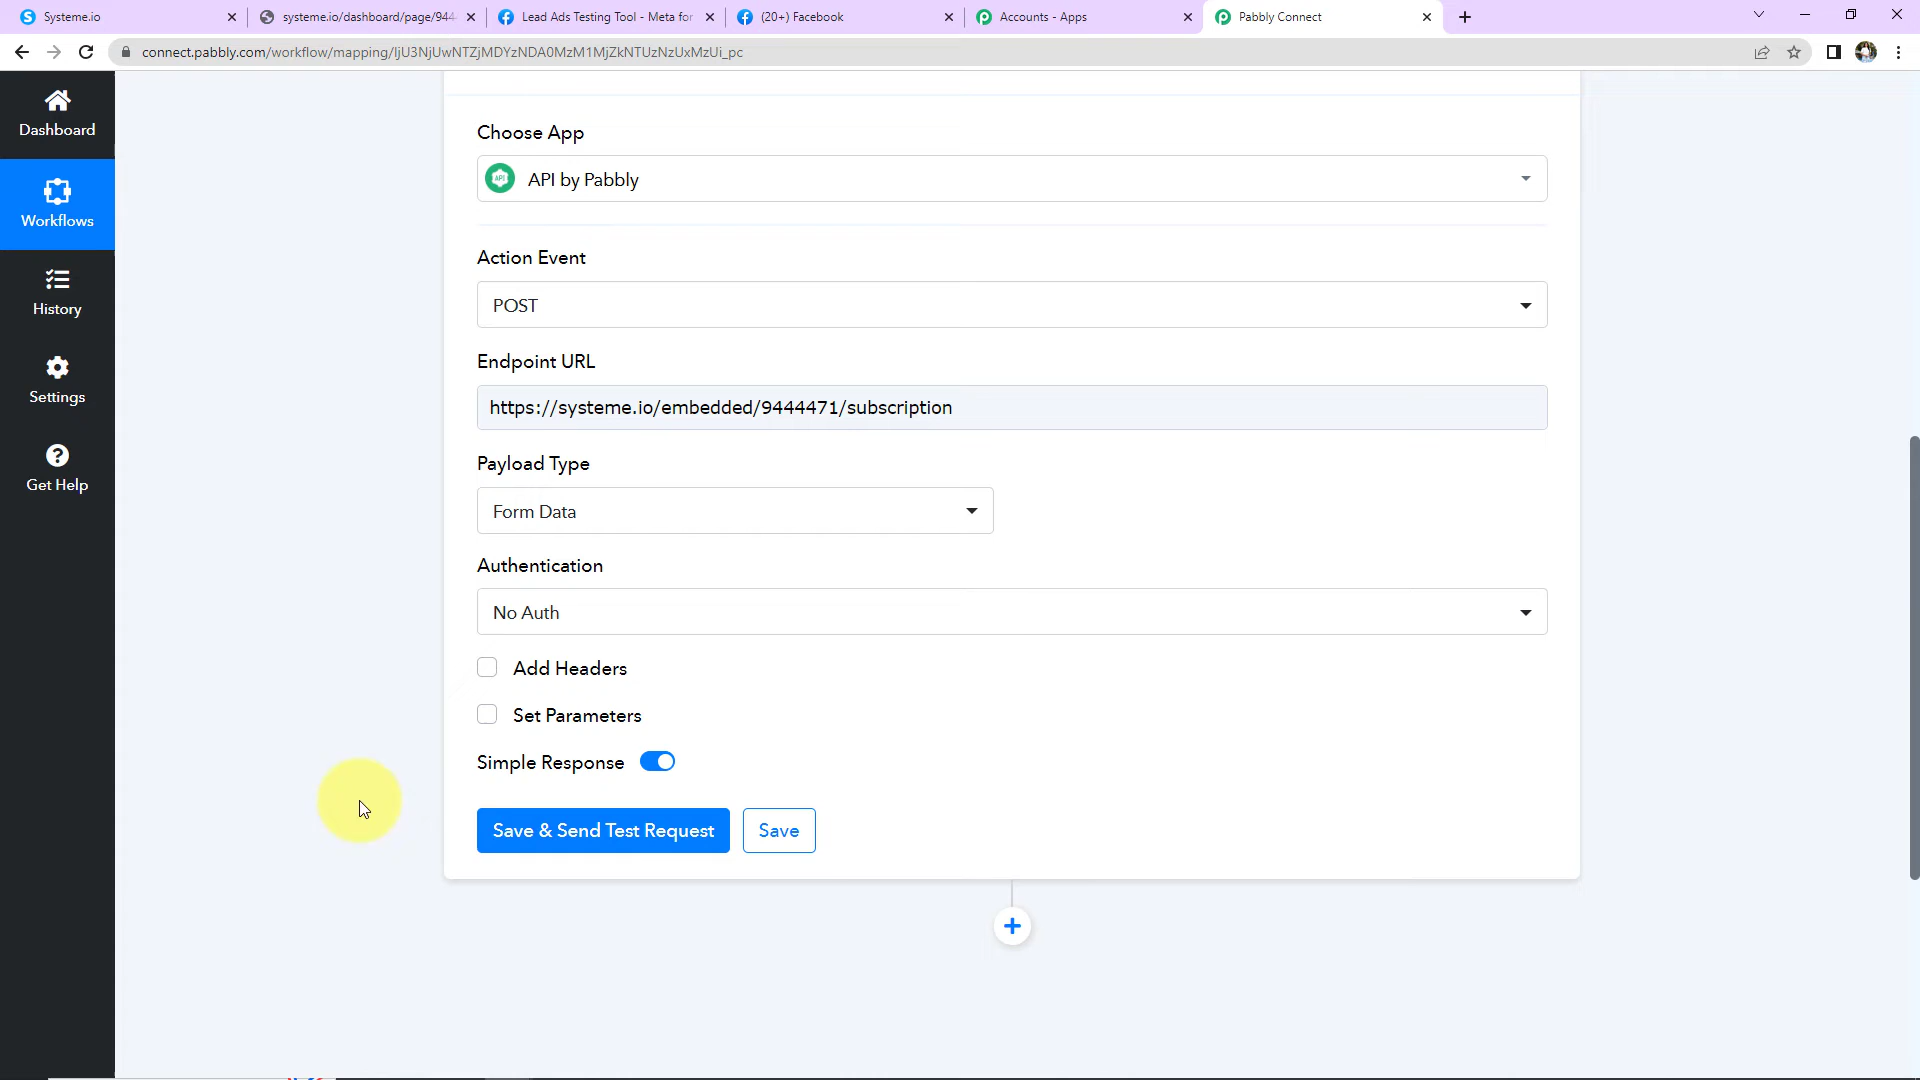 Systeme.io
systeme.io/dashboard/page/944
Lead Ads Testing Tool - Meta for
(20+) Facebook
Accounts - Apps
Pabbly Connect
connect.pabbly.com/workflow/mapping/IjU3NjUwNTZjMDYzNDA0MzM1MjZkNTUzNzUxMzUi_pc
Dashboard
Workflows
History
Settings
Get Help
Choose App
API
API by Pabbly
Action Event
POST
Endpoint URL
https://systeme.io/embedded/9444471/subscription
Payload Type
Form Data
Authentication
No Auth
Add Headers
Set Parameters
Simple Response
Save & Send Test Request
Save